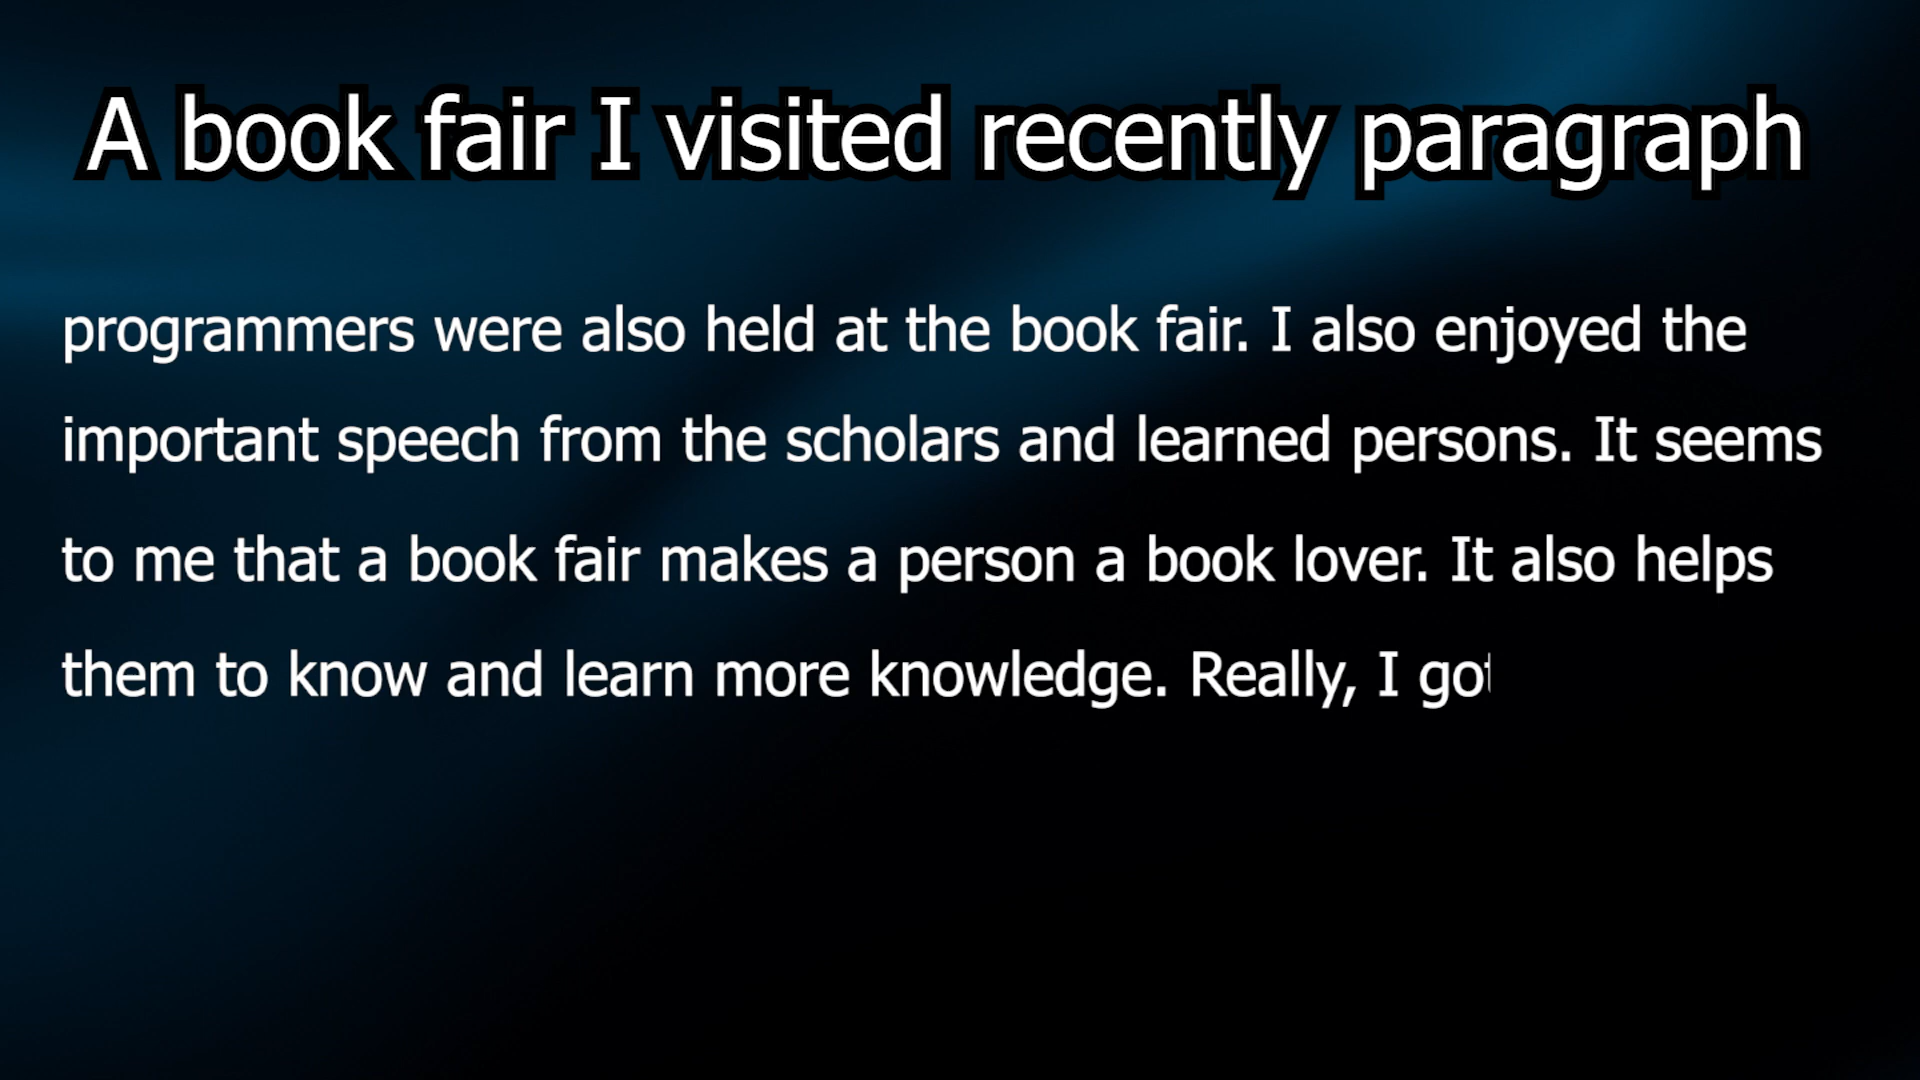 A book fair I visited recently paragraph
programmers were also held at the book fair. I also enjoyed the
important speech from the scholars and learned persons. It seems
to me that a book fair makes a person a book lover. It also helps
them to know and learn more knowledge. Really, I got